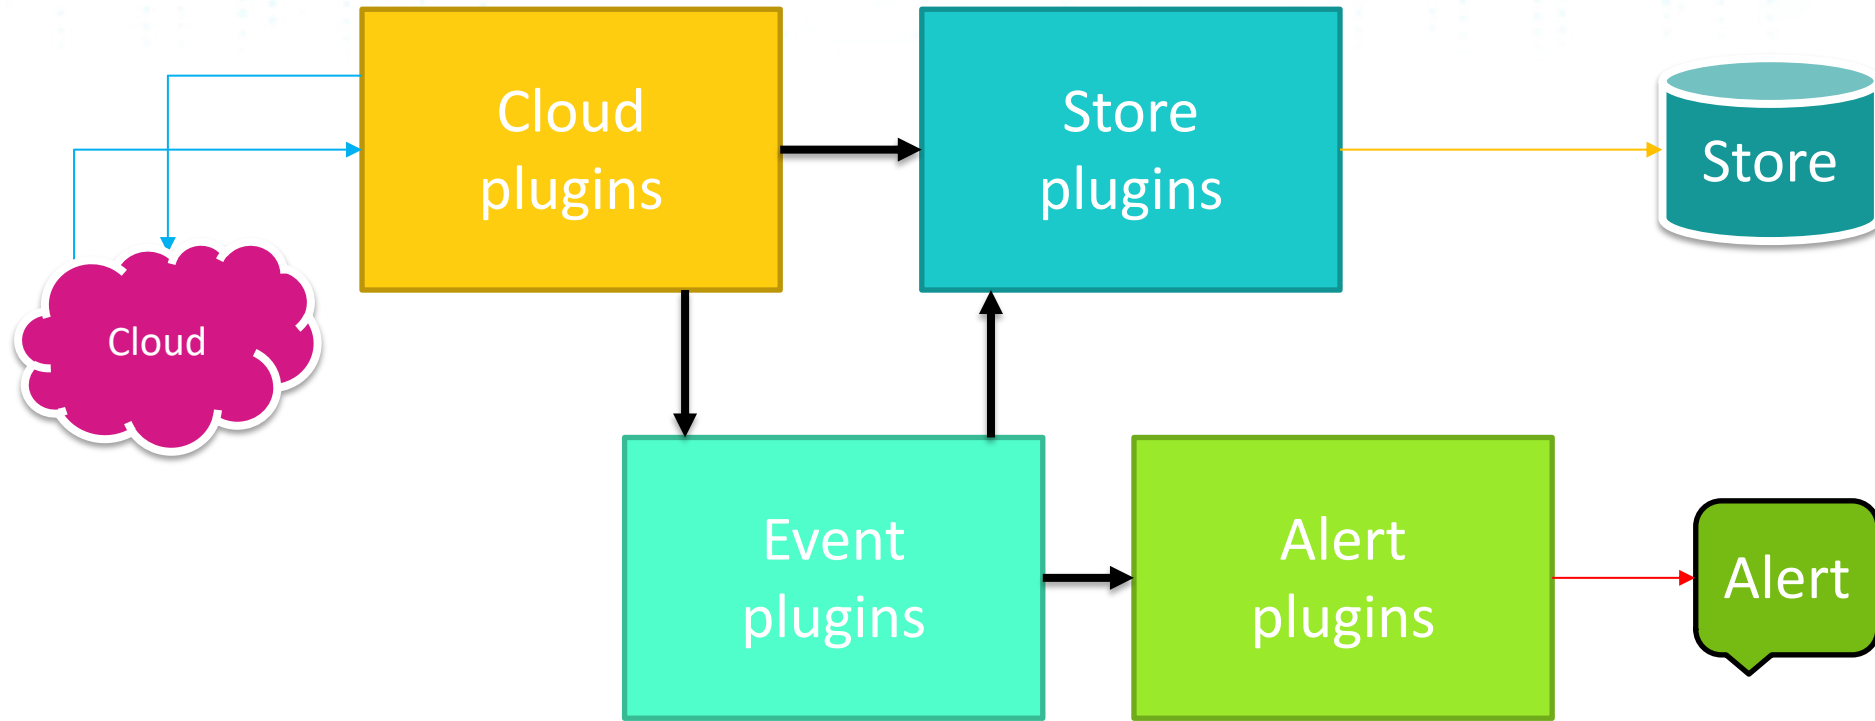 Cloud
plugins
Store
plugins
Store
Cloud
Event
plugins
Alert
plugins
Alert